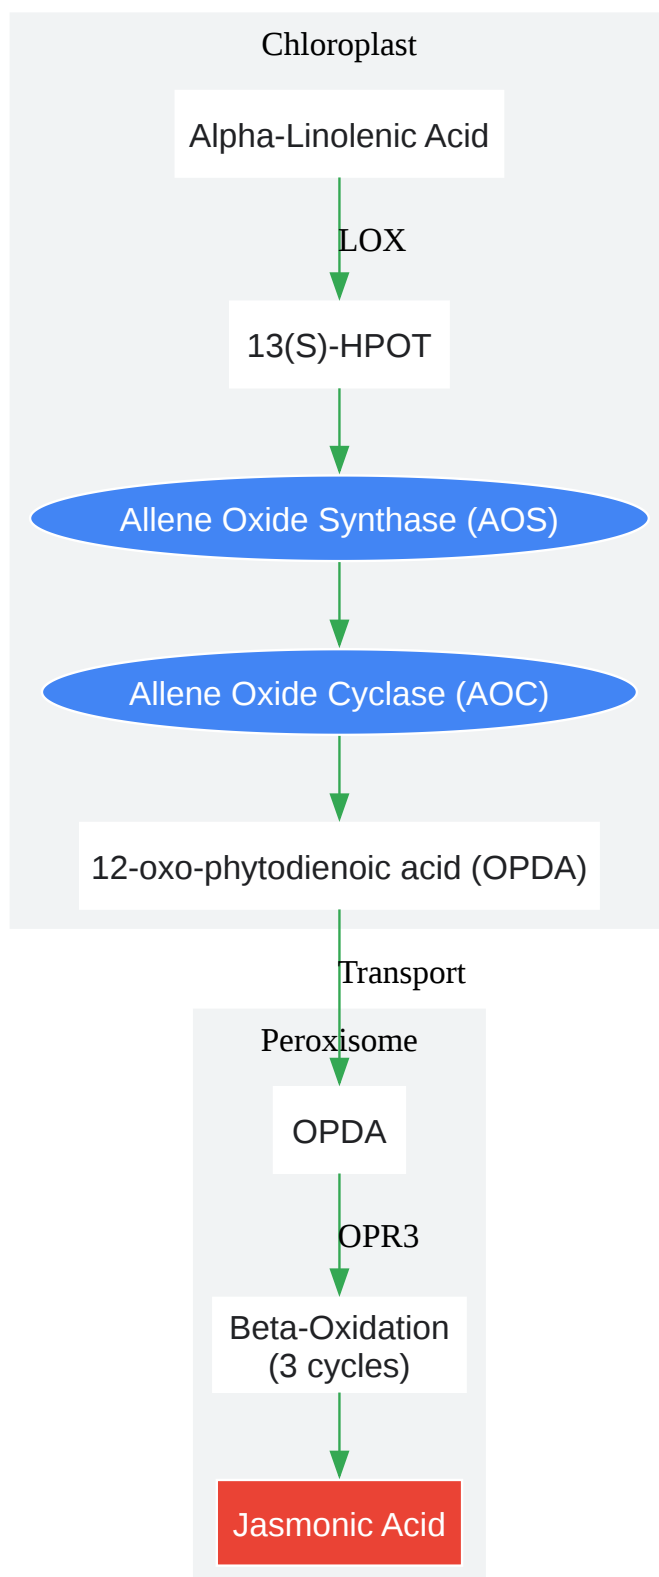 Chloroplast
Alpha-Linolenic Acid
LOX
13(S)-HPOT
Allene Oxide Synthase (AOS)
Allene Oxide Cyclase (AOC)
12-oxo-phytodienoic acid (OPDA)
Transport
Peroxisome
OPDA
OPR3
Beta-Oxidation
(3 cycles)
Jasmonic Acid